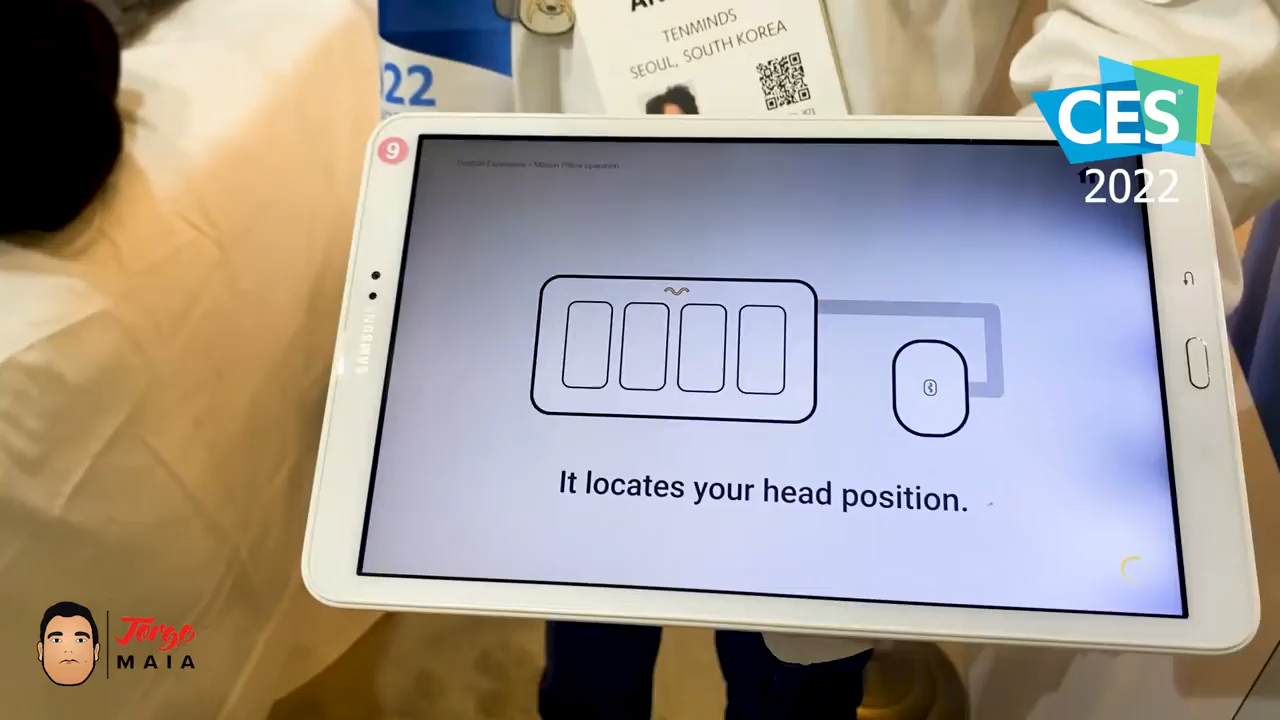 TENMINDS
SEOUL, SOUTH KOREA
22
CES
2022
9
SAMSUNG
It locates your head position.
Jorge
MAIA